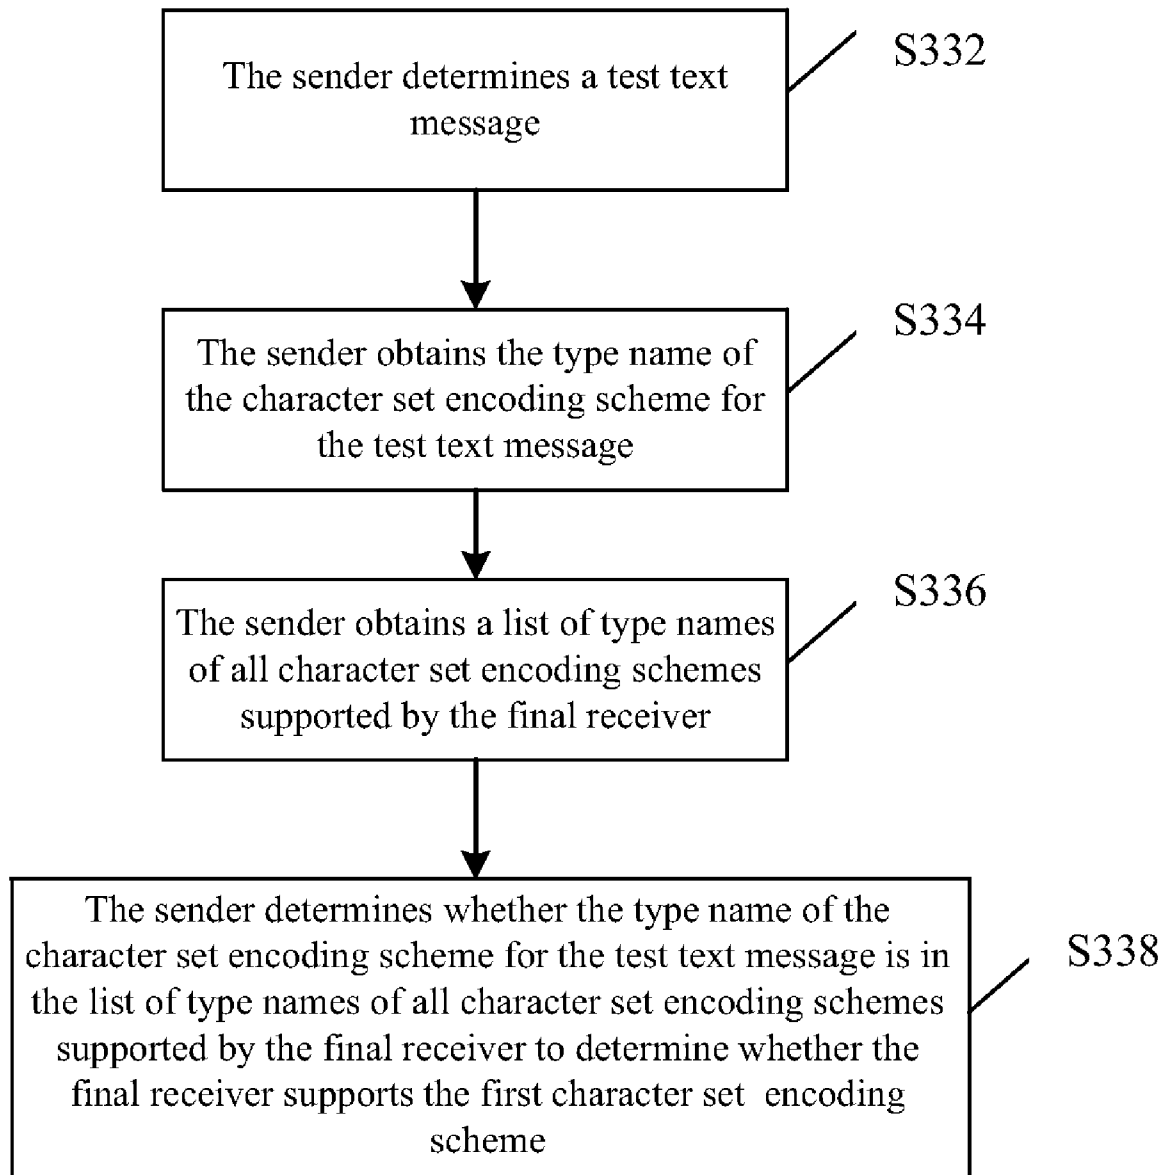 The sender determines a test text
message
S332
The sender obtains the type name of
the character set encoding scheme for
the test text message
S334
The sender obtains a list of type names
of all character set encoding schemes
supported by the final receiver
S336
The sender determines whether the type name of the
character set encoding scheme for the test text message is in
the list of type names of all character set encoding schemes
supported by the final receiver to determine whether the
final receiver supports the first character set encoding
scheme
S338